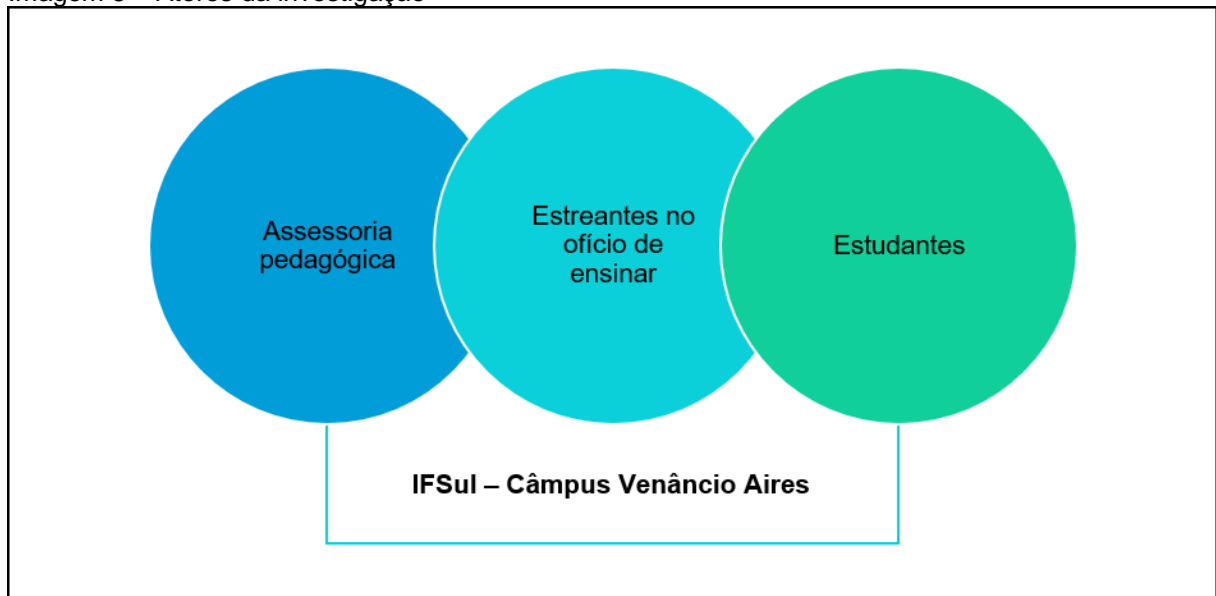 Assessoria
pedagógica
Estreantes no
ofício de
ensinar
Estudantes
IFSul – Câmpus Venâncio Aires